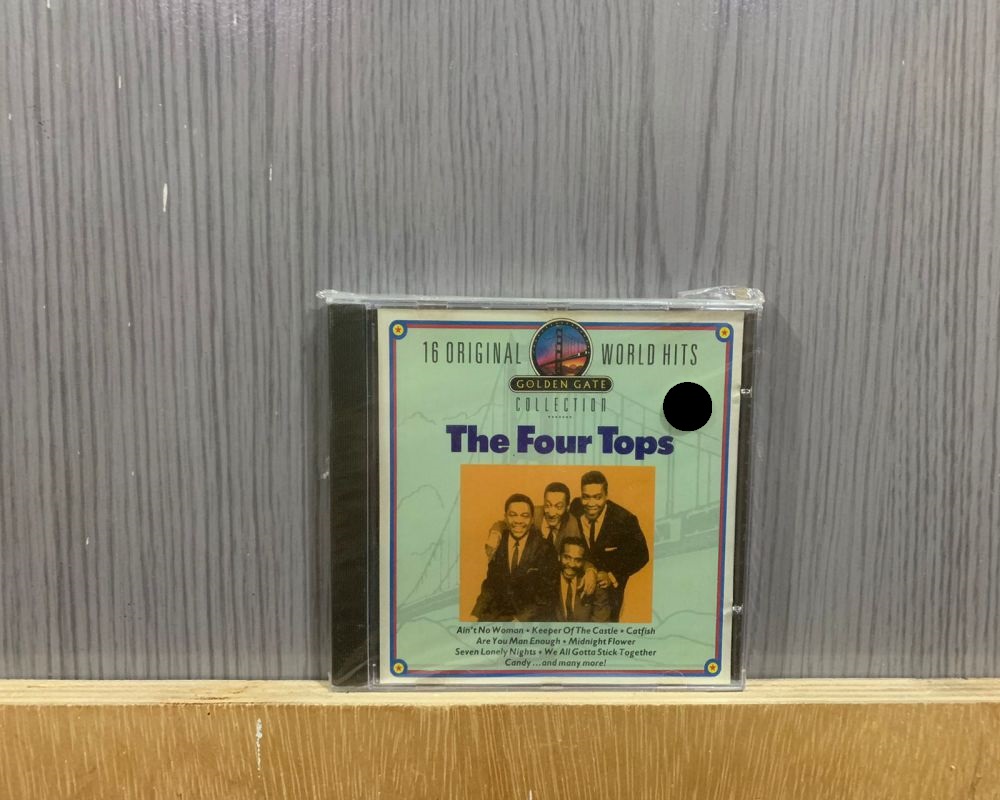 16 ORIGINAL WORLD HITS
GOLDEN GATE
COLLECTION
The Four Tops
Ain't No Woman • Keeper Of The Castle • Catfish
Are You Man Enough • Midnight Flower
Seven Lonely Nights • We All Gotta Stick Together
Candy ...and many more!